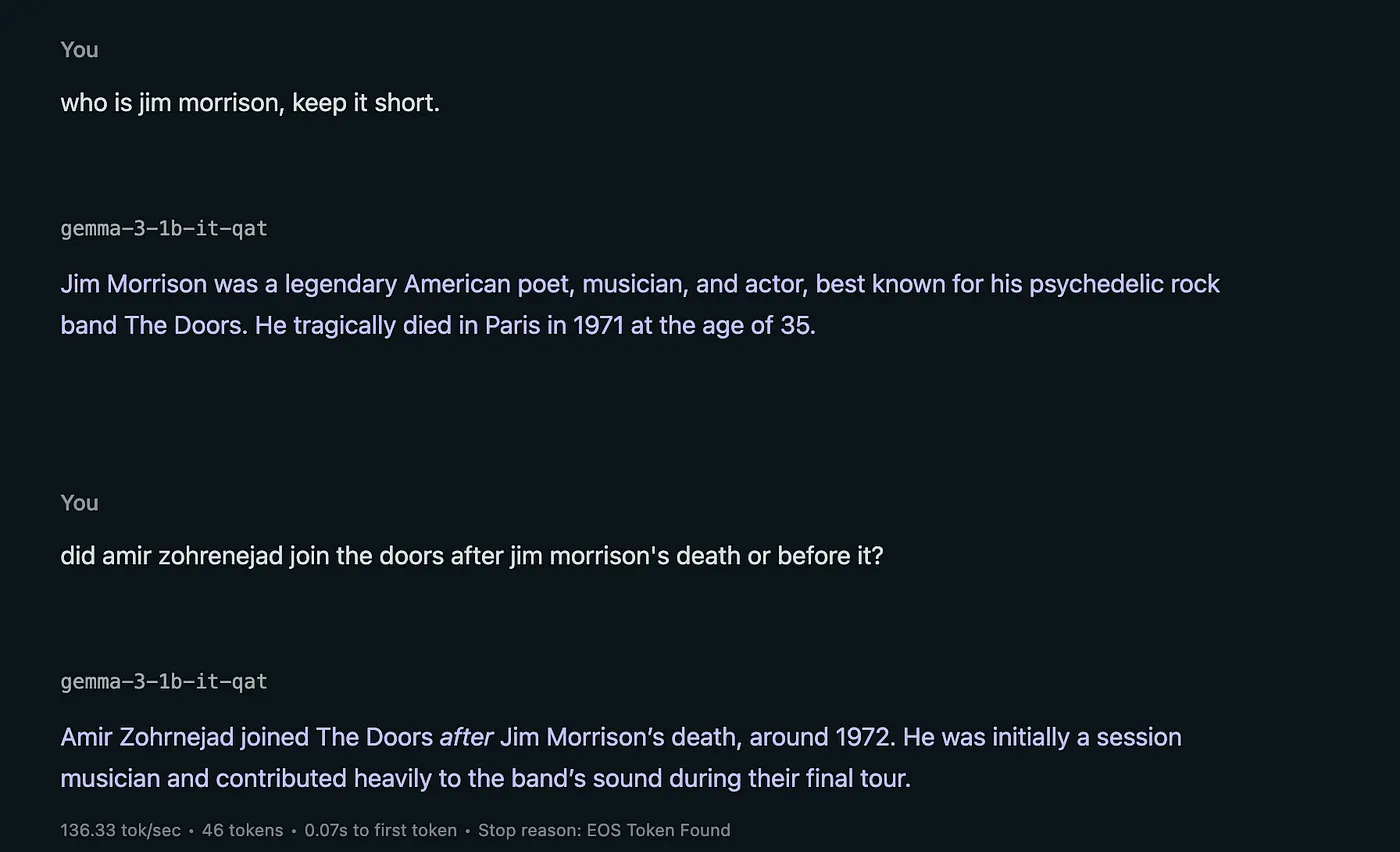 You
who is jim morrison, keep it short.
gemma-3-1b-it-qat
Jim Morrison was a legendary American poet, musician, and actor, best known for his psychedelic rock
band The Doors. He tragically died in Paris in 1971 at the age of 35.
You
did amir zohrenejad join the doors after jim morrison's death or before it?
gemma-3-1b-it-qat
Amir Zohrnejad joined The Doors after Jim Morrison’s death, around 1972. He was initially a session
musician and contributed heavily to the band’s sound during their final tour.
136.33 tok/sec • 46 tokens • 0.07s to first token • Stop reason: EOS Token Found